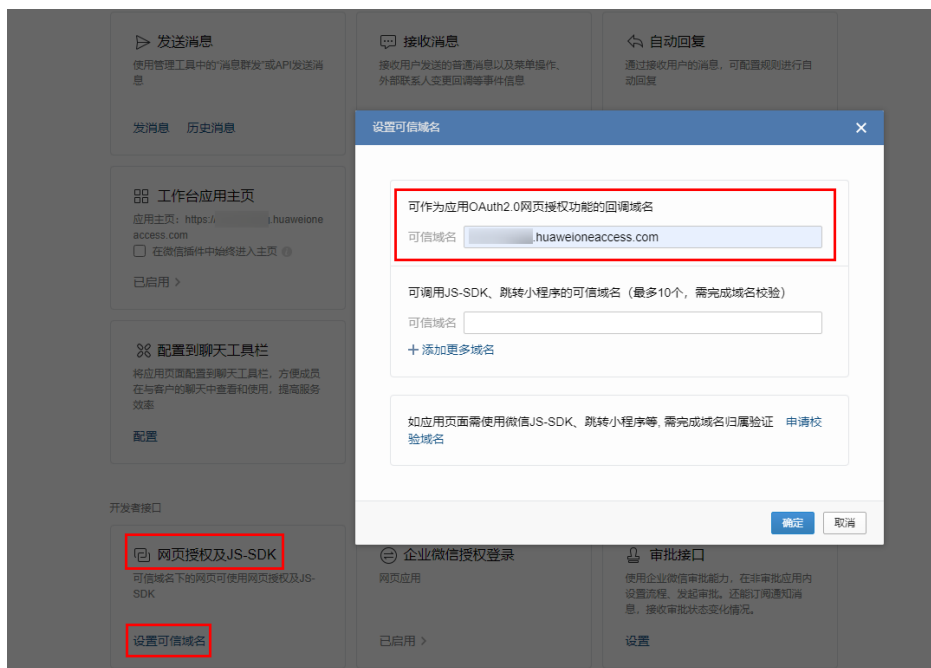 发送消息
使用管理工具中的“消息群发”或API发送消
息
发消息 历史消息
接收消息
接收用户发送的普通消息以及菜单操作、
外部联系人变更回调等事件信息
自动回复
通过接收用户的消息，可配置规则进行自
动回复
工作台应用主页
应用主页：https:/ .huaweione
access.com
在微信插件中始终进入主页
已启用 >
配置到聊天工具栏
将应用页面配置到聊天工具栏，方便成员
在与客户的聊天中查看和使用，提高服务
效率
配置
设置可信域名
可作为应用OAuth2.0网页授权功能的回调域名
可信域名 .huaweioneaccess.com
可调用JS-SDK、跳转小程序的可信域名（最多10个，需完成域名校验）
可信域名
+ 添加更多域名
如应用页面需使用微信JS-SDK、跳转小程序等, 需完成域名归属验证 申请校
验域名
确定 取消
开发者接口
网页授权及JS-SDK
可信域名下的网页可使用网页授权及JS-
SDK
设置可信域名
企业微信授权登录
网页应用
已启用 >
审批接口
使用企业微信审批能力，在非审批应用内
设置流程、发起审批。还能订阅通知消
息，接收审批状态变化情况。
设置